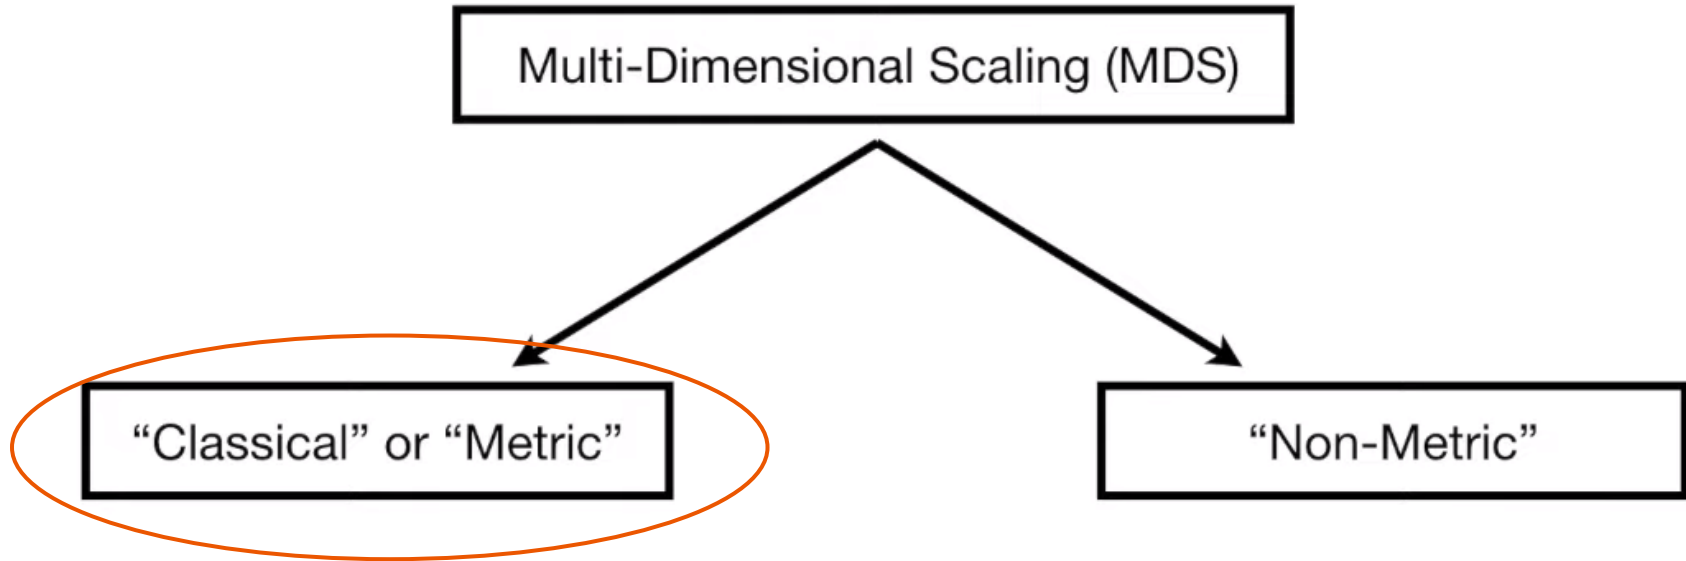 Multi-Dimensional Scaling (MDS)
“Classical” or “Metric”
“Non-Metric”